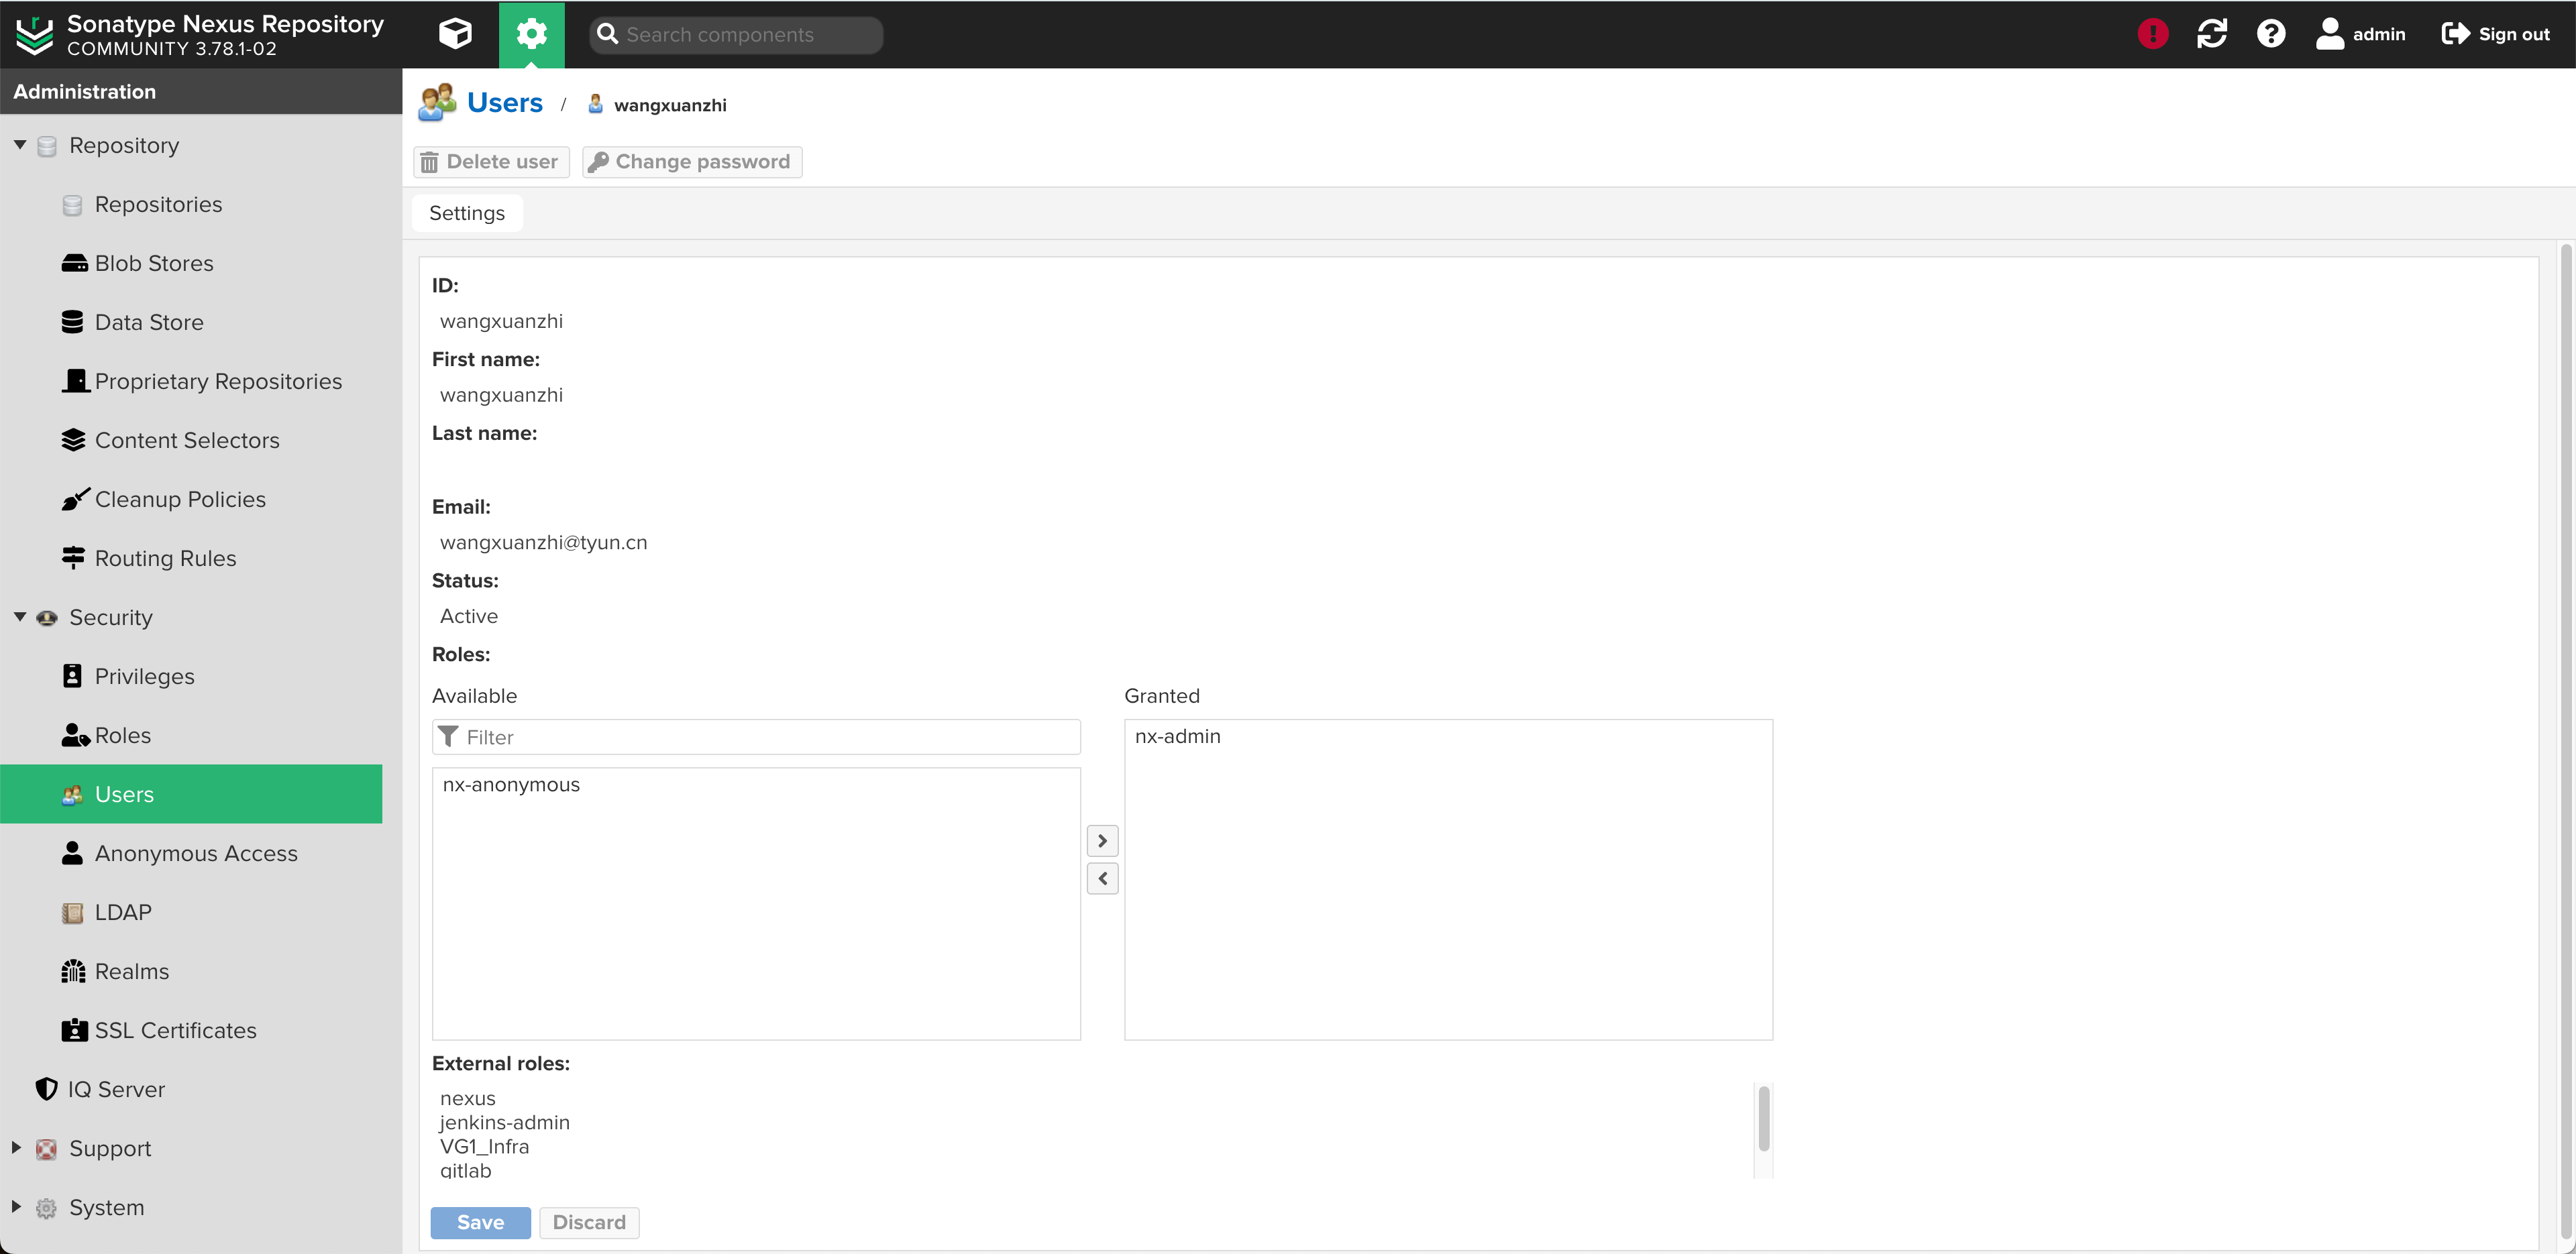 Sonatype Nexus Repository
COMMUNITY 3.78.1-02
Search components
admin
Sign out
Administration
Repository
Repositories
Blob Stores
Data Store
Proprietary Repositories
Content Selectors
Cleanup Policies
Routing Rules
Security
Privileges
Roles
Users
Anonymous Access
LDAP
Realms
SSL Certificates
IQ Server
Support
System
Users / wangxuanzhi
Delete user
Change password
Settings
ID:
wangxuanzhi
First name:
wangxuanzhi
Last name:
Email:
wangxuanzhi@tyun.cn
Status:
Active
Roles:
Available
Filter
nx-anonymous
Granted
nx-admin
External roles:
nexus
jenkins-admin
VG1_Infra
gitlab
Save
Discard